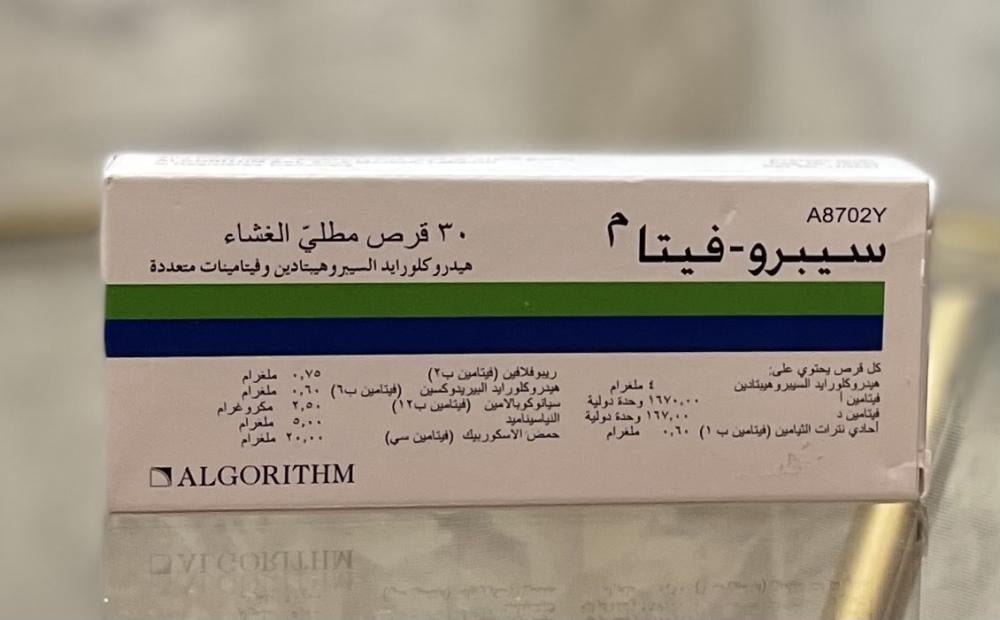 A8702Y
سيبرو-فيتا م
٣٠ قرص مطليّ الغشاء
هيدروكلورايد السيبروهيبتادين وفيتامينات متعددة
كل قرص يحتوي على:
هيدروكلورايد السيبروهيبتادين ٤ ملغرام
فيتامين أ ١٦٧٠,٠٠ وحدة دولية
فيتامين د ١٦٧,٠٠ وحدة دولية
أحادي نترات الثيامين (فيتامين ب ١) ٠,٦٠ ملغرام
ريبوفلافين (فيتامين ب٢) ٠,٧٥ ملغرام
هيدروكلورايد البيريدوكسين (فيتامين ب٦) ٠,٦٠ ملغرام
سيانوكوبالامين (فيتامين ب١٢) ٢,٥٠ مكروغرام
النياسيناميد ٥,٠٠ ملغرام
حمض الاسكوربيك (فيتامين سي) ٢٠,٠٠ ملغرام
ALGORITHM